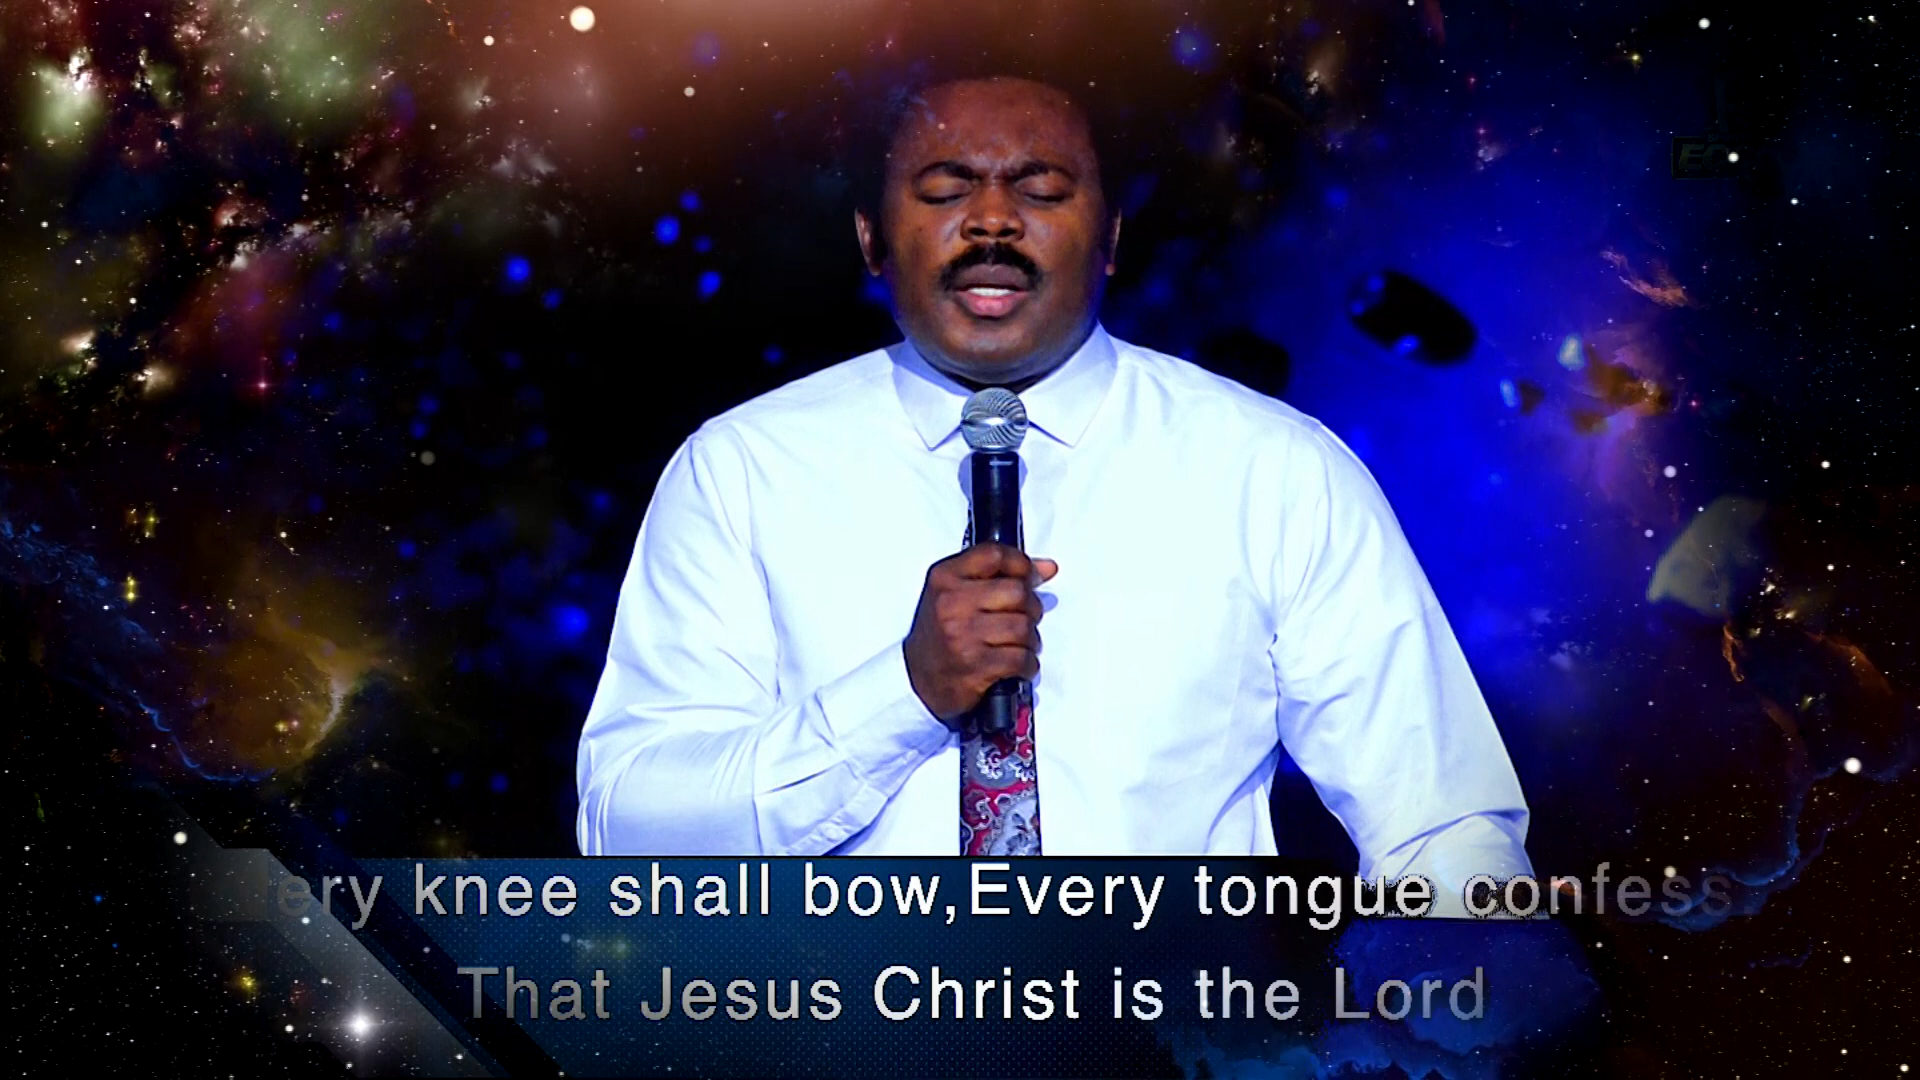 ery knee shall bow,Every tongue confess
That Jesus Christ is the Lord